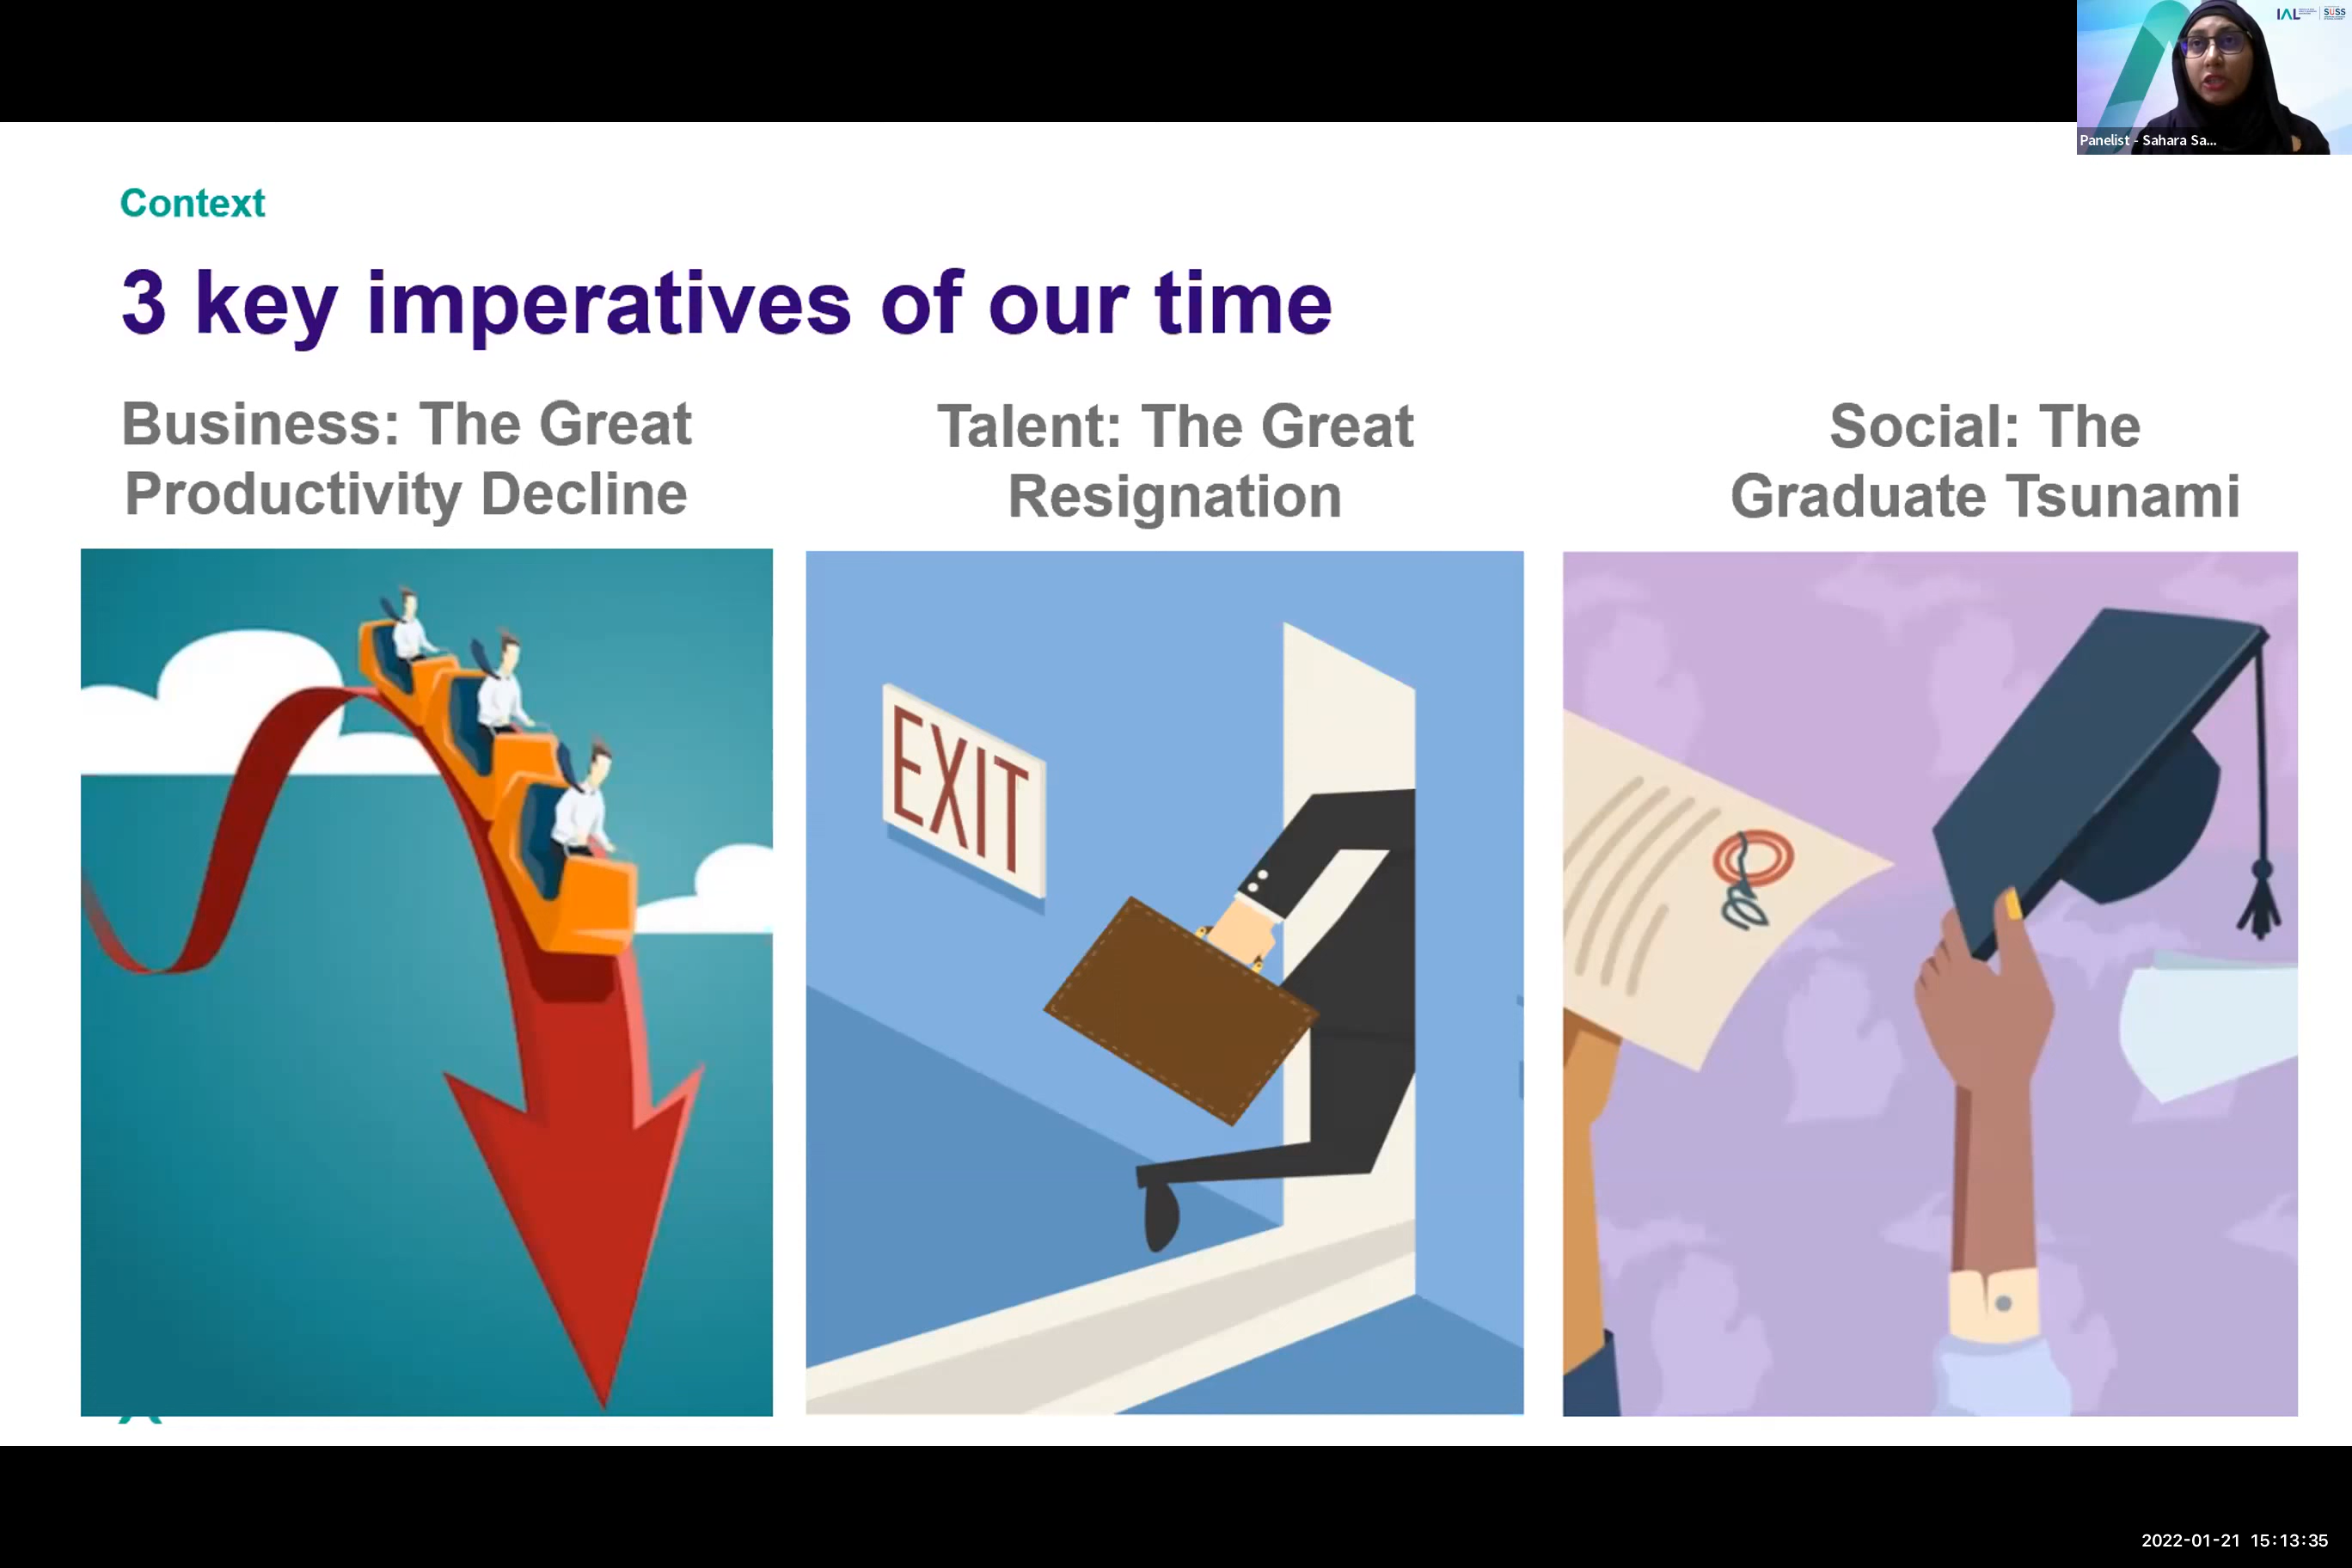 IAL
SUSS
Panelist - Sahara Sa...
Context
3 key imperatives of our time
Business: The Great
Productivity Decline
Talent: The Great
Resignation
Social: The
Graduate Tsunami
EXIT
2022-01-21 15:13:35